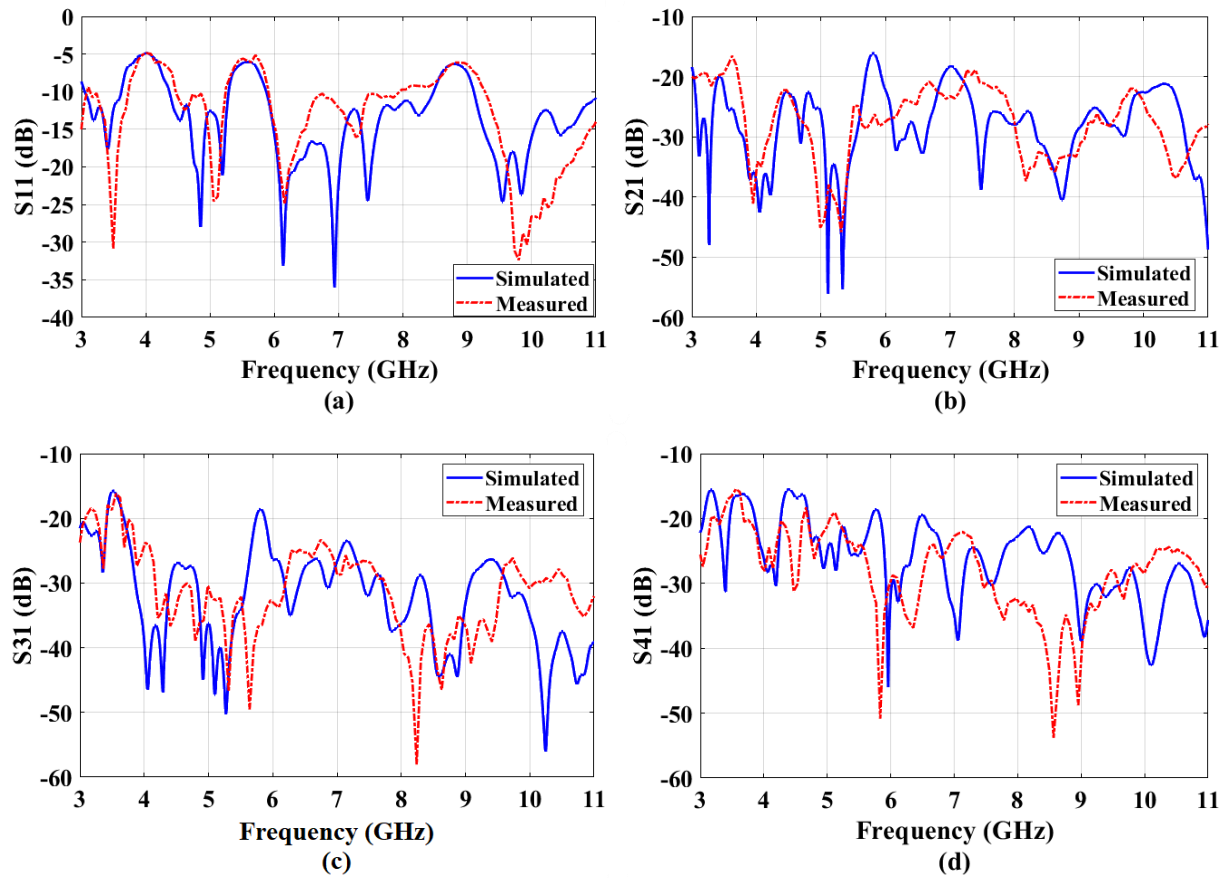 0
-5
-10
-15
-20
-25
-30
-35
-40
S11 (dB)
3 4 5 6 7 8 9 10 11
Frequency (GHz)
(a)
Simulated
Measured
-10
-20
-30
-40
-50
-60
S21 (dB)
3 4 5 6 7 8 9 10 11
Frequency (GHz)
(b)
Simulated
Measured
-10
-20
-30
-40
-50
-60
S31 (dB)
3 4 5 6 7 8 9 10 11
Frequency (GHz)
(c)
Simulated
Measured
-10
-20
-30
-40
-50
-60
S41 (dB)
3 4 5 6 7 8 9 10 11
Frequency (GHz)
(d)
Simulated
Measured